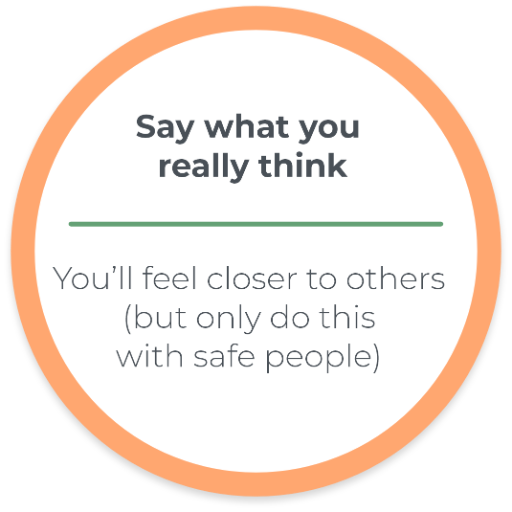 Say what you
really think
You’ll feel closer to others
(but only do this
with safe people)